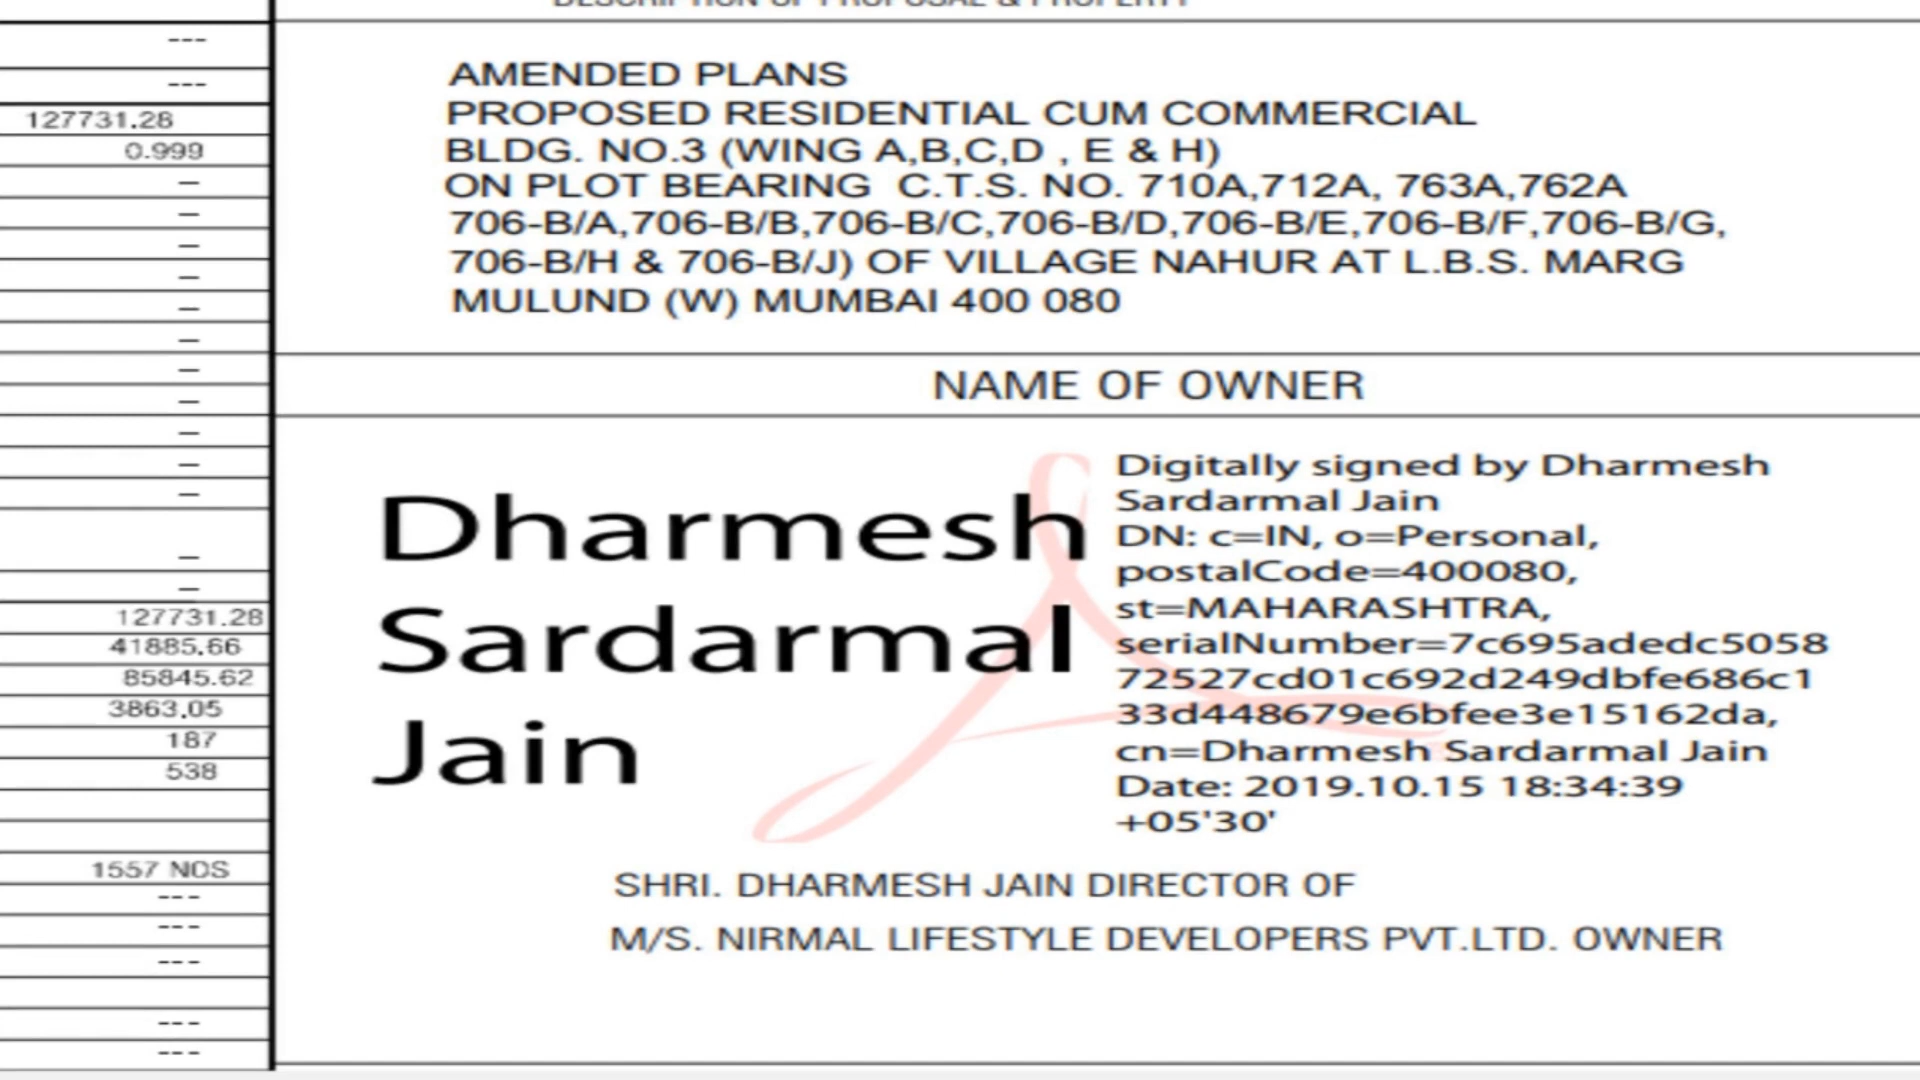 DESCRIPTION OF PROPOSAL & PROPERTY
---
---
127731.28
0.999
–
–
–
–
–
–
–
–
–
–
–
–
–
127731.28
41885.66
85845.62
3863.05
187
538
1557 NOS
---
---
---
---
---
AMENDED PLANS
PROPOSED RESIDENTIAL CUM COMMERCIAL
BLDG. NO.3 (WING A,B,C,D , E & H)
ON PLOT BEARING C.T.S. NO. 710A,712A, 763A,762A
706-B/A,706-B/B,706-B/C,706-B/D,706-B/E,706-B/F,706-B/G,
706-B/H & 706-B/J) OF VILLAGE NAHUR AT L.B.S. MARG
MULUND (W) MUMBAI 400 080
NAME OF OWNER
Dharmesh
Sardarmal
Jain
Digitally signed by Dharmesh
Sardarmal Jain
DN: c=IN, o=Personal,
postalCode=400080,
st=MAHARASHTRA,
serialNumber=7c695adedc5058
72527cd01c692d249dbfe686c1
33d448679e6bfee3e15162da,
cn=Dharmesh Sardarmal Jain
Date: 2019.10.15 18:34:39
+05'30'
SHRI. DHARMESH JAIN DIRECTOR OF
M/S. NIRMAL LIFESTYLE DEVELOPERS PVT.LTD. OWNER